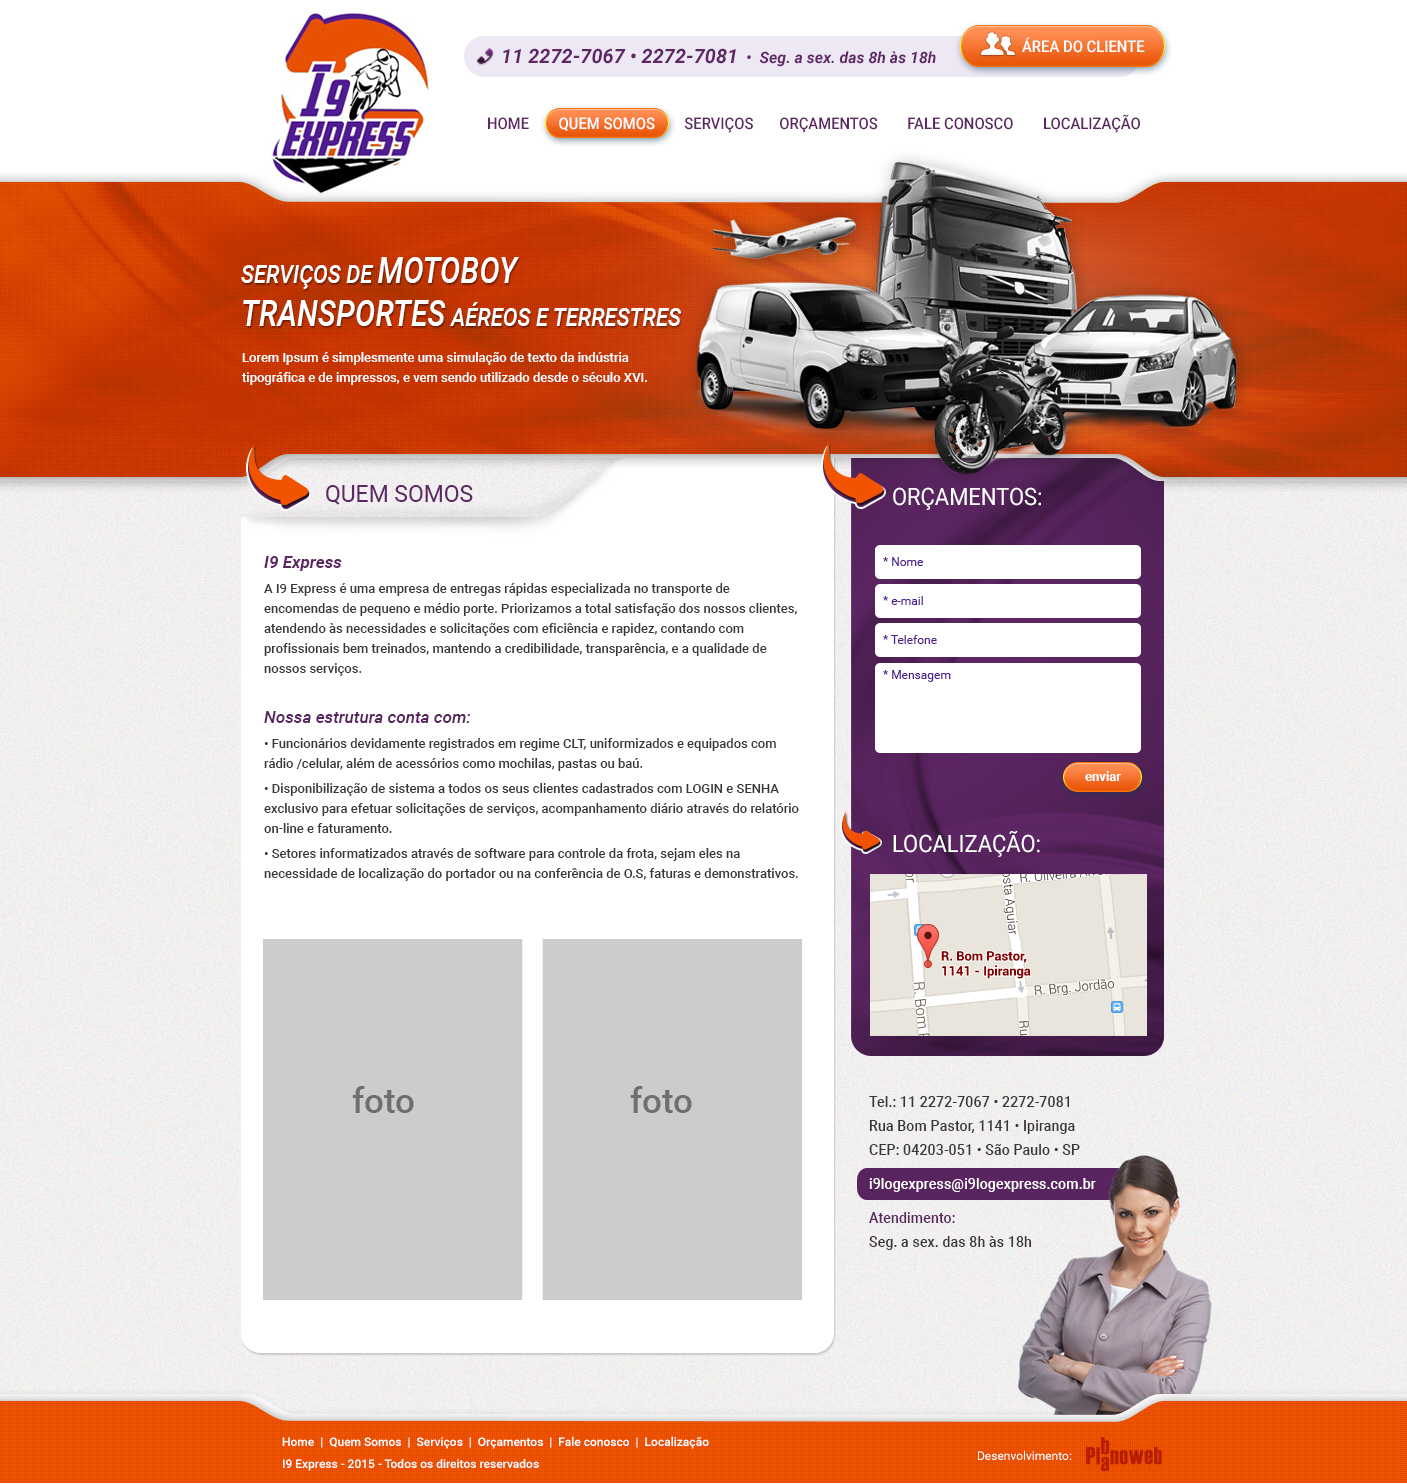 I9
EXPRESS
11 2272-7067 • 2272-7081 • Seg. a sex. das 8h às 18h
ÁREA DO CLIENTE
HOME QUEM SOMOS SERVIÇOS ORÇAMENTOS FALE CONOSCO LOCALIZAÇÃO
SERVIÇOS DE MOTOBOY
TRANSPORTES AÉREOS E TERRESTRES
Lorem Ipsum é simplesmente uma simulação de texto da indústria
tipográfica e de impressos, e vem sendo utilizado desde o século XVI.
QUEM SOMOS
I9 Express
A I9 Express é uma empresa de entregas rápidas especializada no transporte de
encomendas de pequeno e médio porte. Priorizamos a total satisfação dos nossos clientes,
atendendo às necessidades e solicitações com eficiência e rapidez, contando com
profissionais bem treinados, mantendo a credibilidade, transparência, e a qualidade de
nossos serviços.
Nossa estrutura conta com:
• Funcionários devidamente registrados em regime CLT, uniformizados e equipados com
rádio /celular, além de acessórios como mochilas, pastas ou baú.
• Disponibilização de sistema a todos os seus clientes cadastrados com LOGIN e SENHA
exclusivo para efetuar solicitações de serviços, acompanhamento diário através do relatório
on-line e faturamento.
• Setores informatizados através de software para controle da frota, sejam eles na
necessidade de localização do portador ou na conferência de O.S, faturas e demonstrativos.
foto
foto
ORÇAMENTOS:
* Nome
* e-mail
* Telefone
* Mensagem
enviar
LOCALIZAÇÃO:
R. Oliveira
Aguiar
R. Bom Pastor,
1141 - Ipiranga
R. Brg. Jordão
R. Bom
Ru
Tel.: 11 2272-7067 • 2272-7081
Rua Bom Pastor, 1141 • Ipiranga
CEP: 04203-051 • São Paulo • SP
i9logexpress@i9logexpress.com.br
Atendimento:
Seg. a sex. das 8h às 18h
Home | Quem Somos | Serviços | Orçamentos | Fale conosco | Localização
I9 Express - 2015 - Todos os direitos reservados
Desenvolvimento:
Planoweb